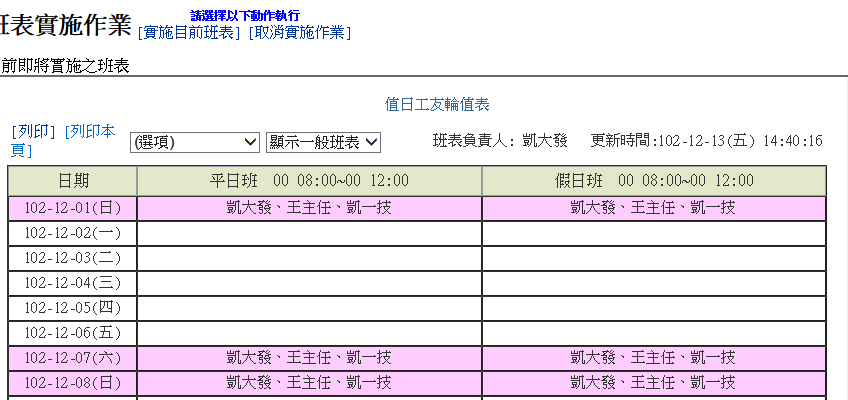 請選擇以下動作執行
班表實施作業 [實施目前班表] [取消實施作業]
前即將實施之班表
值日工友輪值表
[列印] [列印本頁] (選項) 顯示一般班表 班表負責人: 凱大發 更新時間:102-12-13(五) 14:40:16
日期 平日班 00 08:00~00 12:00 假日班 00 08:00~00 12:00
102-12-01(日) 凱大發、王主任、凱一技 凱大發、王主任、凱一技
102-12-02(一)
102-12-03(二)
102-12-04(三)
102-12-05(四)
102-12-06(五)
102-12-07(六) 凱大發、王主任、凱一技 凱大發、王主任、凱一技
102-12-08(日) 凱大發、王主任、凱一技 凱大發、王主任、凱一技